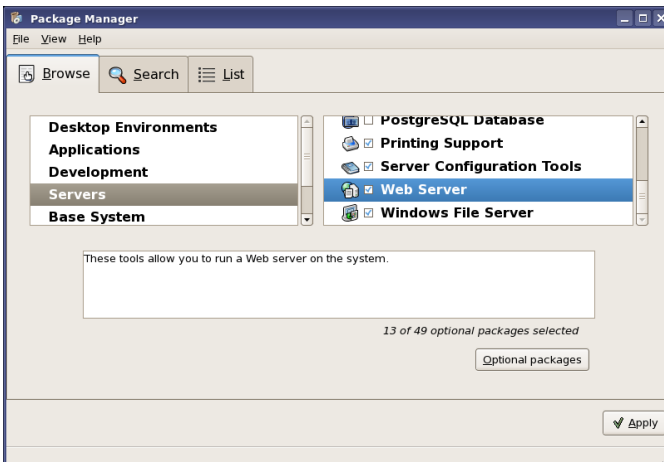 Package Manager
File View Help
Browse Search List
Desktop Environments
Applications
Development
Servers
Base System
PostgreSQL Database
Printing Support
Server Configuration Tools
Web Server
Windows File Server
These tools allow you to run a Web server on the system.
13 of 49 optional packages selected
Optional packages
Apply